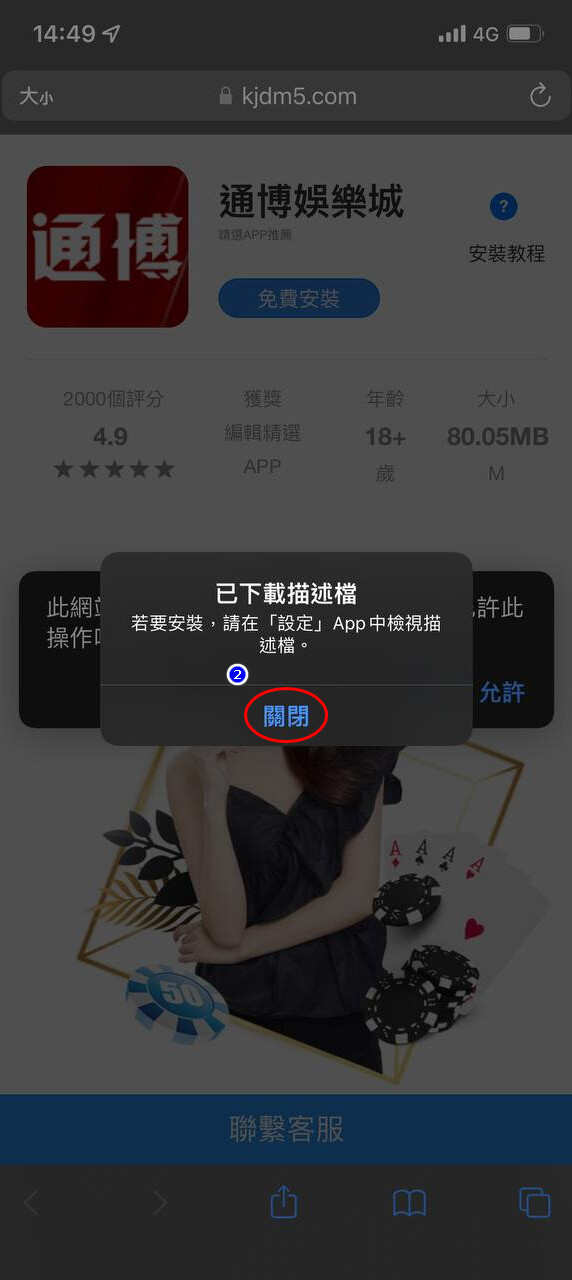 14:49
4G
大小
kjdm5.com
通博
通博娛樂城
精選APP推薦
?
安裝教程
免費安裝
2000個評分
4.9
★★★★★
獲獎
編輯精選
APP
年齡
18+
歲
大小
80.05MB
M
此網
許此
操作
允許
已下載描述檔
若要安裝，請在「設定」App 中檢視描
述檔。
2
關閉
A
A
A
A
50
聯繫客服